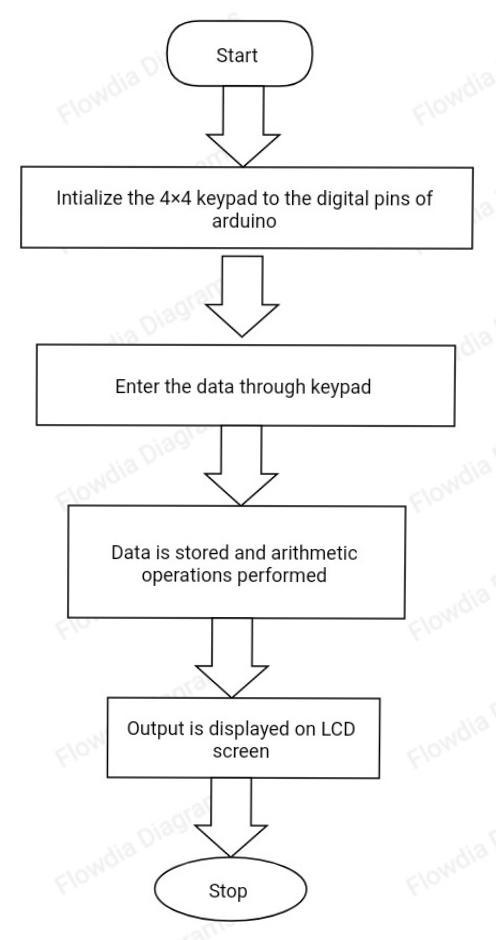 Start
Intialize the 4×4 keypad to the digital pins of
arduino
Enter the data through keypad
Data is stored and arithmetic
operations performed
Output is displayed on LCD
screen
Stop